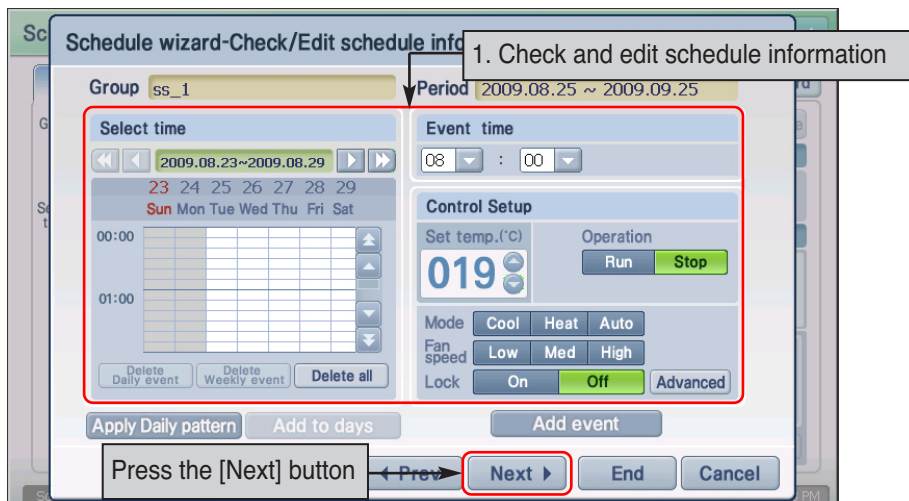 Sc
Schedule wizard-Check/Edit schedule info
1. Check and edit schedule information
Group ss_1
Period 2009.08.25 ~ 2009.09.25
Select time
2009.08.23~2009.08.29
23 24 25 26 27 28 29
Sun Mon Tue Wed Thu Fri Sat
00:00
01:00
Delete Daily event
Delete Weekly event
Delete all
Event time
08 : 00
Control Setup
Set temp.(°C)
019
Operation
Run Stop
Mode Cool Heat Auto
Fan speed Low Med High
Lock On Off Advanced
Apply Daily pattern
Add to days
Add event
Press the [Next] button
Prev
Next
End
Cancel
PM